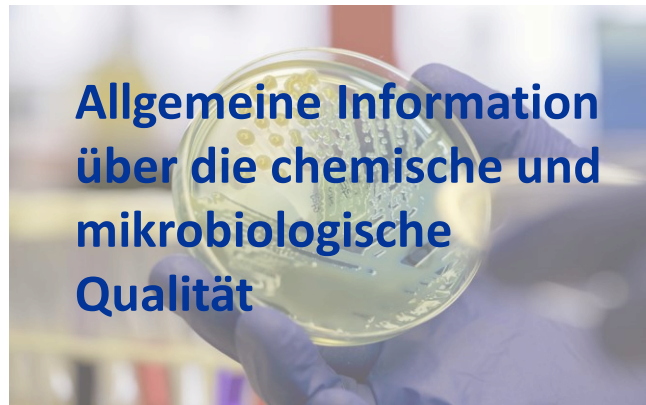 Allgemeine Information
über die chemische und
mikrobiologische
Qualität